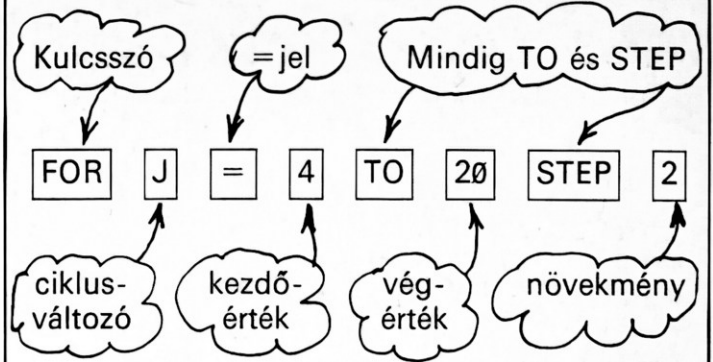 Kulcsszó
=jel
Mindig TO és STEP
FOR J = 4 TO 2ø STEP 2
ciklus-
változó
kezdő-
érték
vég-
érték
növekmény